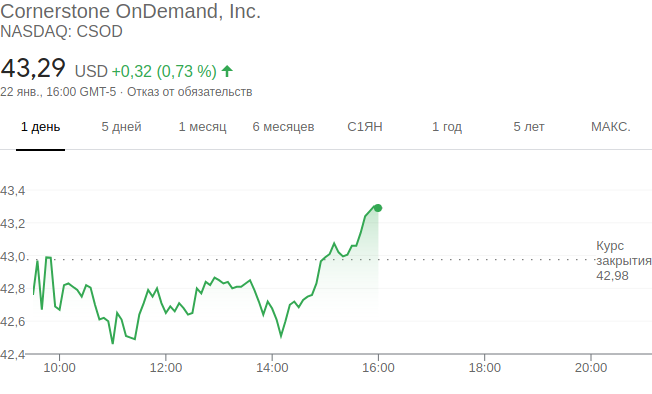 Cornerstone OnDemand, Inc.
NASDAQ: CSOD
43,29 USD +0,32 (0,73 %)
22 янв., 16:00 GMT-5 · Отказ от обязательств
1 день 5 дней 1 месяц 6 месяцев С1ЯН 1 год 5 лет МАКС.
43,4
43,2
43,0
42,8
42,6
42,4
Курс
закрытия
42,98
10:00 12:00 14:00 16:00 18:00 20:00